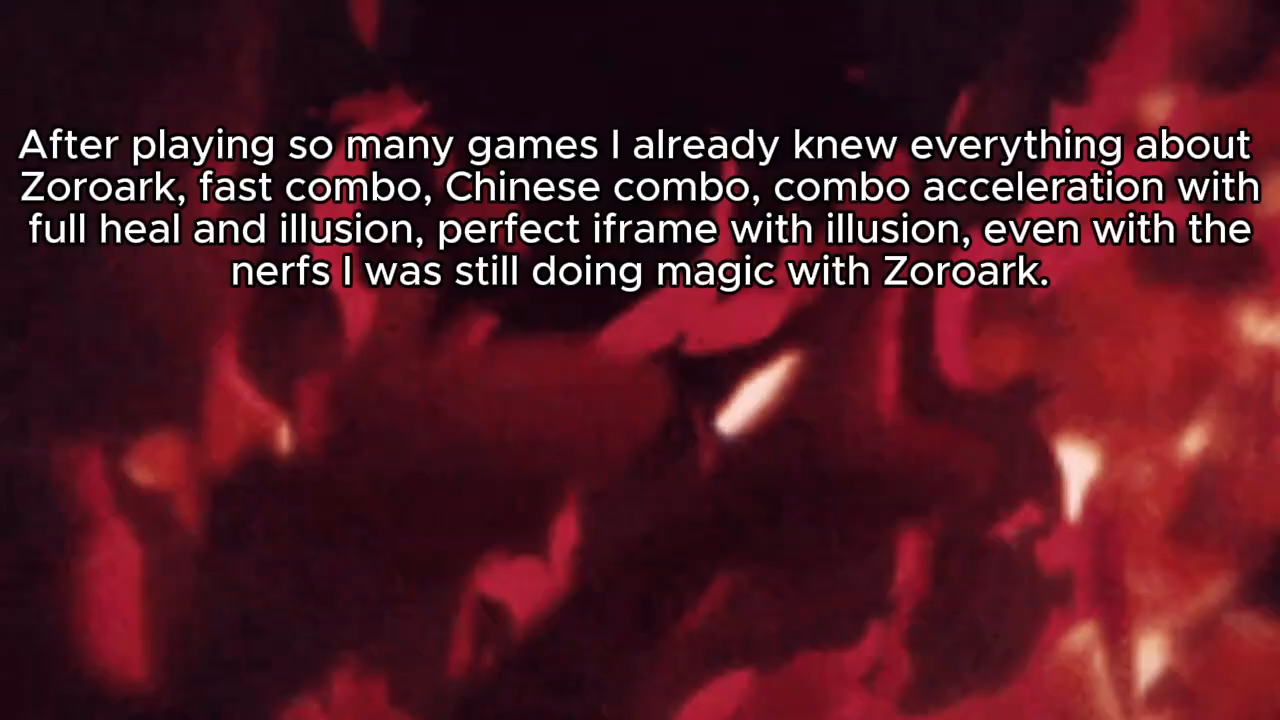 After playing so many games I already knew everything about
Zoroark, fast combo, Chinese combo, combo acceleration with
full heal and illusion, perfect iframe with illusion, even with the
nerfs I was still doing magic with Zoroark.